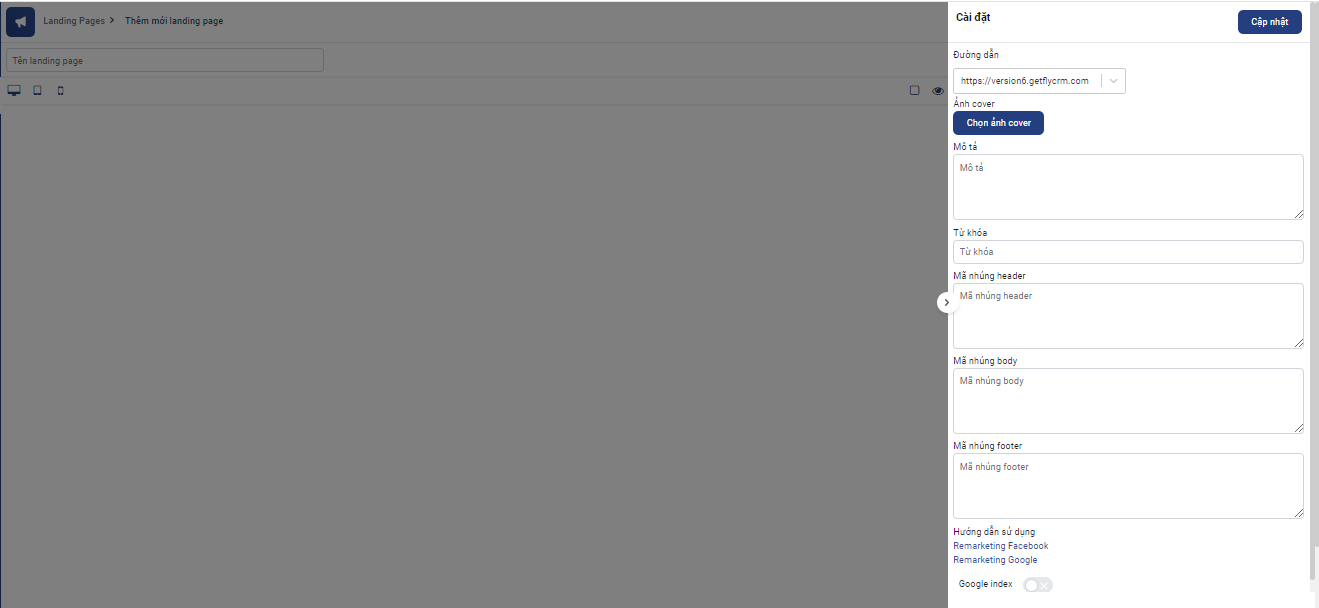 Landing Pages
Thêm mới landing page
Tên landing page
Cài đặt
Cập nhật
Đường dẫn
https://version6.getflycrm.com
Ảnh cover
Chọn ảnh cover
Mô tả
Mô tả
Từ khóa
Từ khóa
Mã nhúng header
Mã nhúng header
Mã nhúng body
Mã nhúng body
Mã nhúng footer
Mã nhúng footer
Hướng dẫn sử dụng
Remarketing Facebook
Remarketing Google
Google index